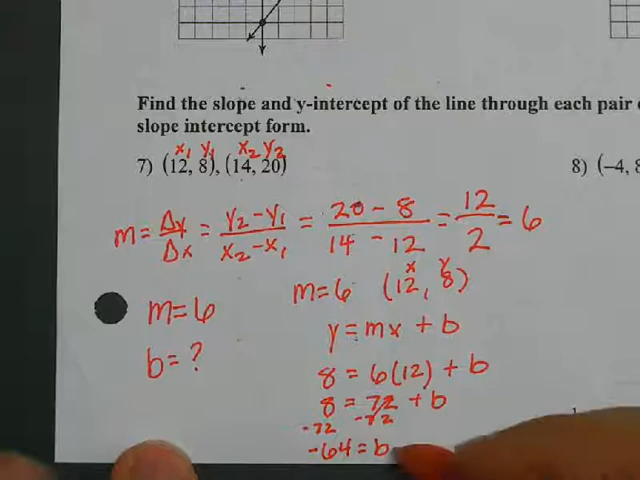 Find the slope and y-intercept of the line through each pair
slope intercept form.
x₁ y₁ x₂ y₂
7) (12, 8), (14, 20)
8) (-4, 8
m = Δy/Δx = y₂ - y₁/x₂ - x₁ = 20 - 8/14 - 12 = 12/2 = 6
x y
m = 6 (12, 8)
m = 6
y = mx + b
b = ?
8 = 6(12) + b
8 = 72 + b
-72 -72
-64 = b